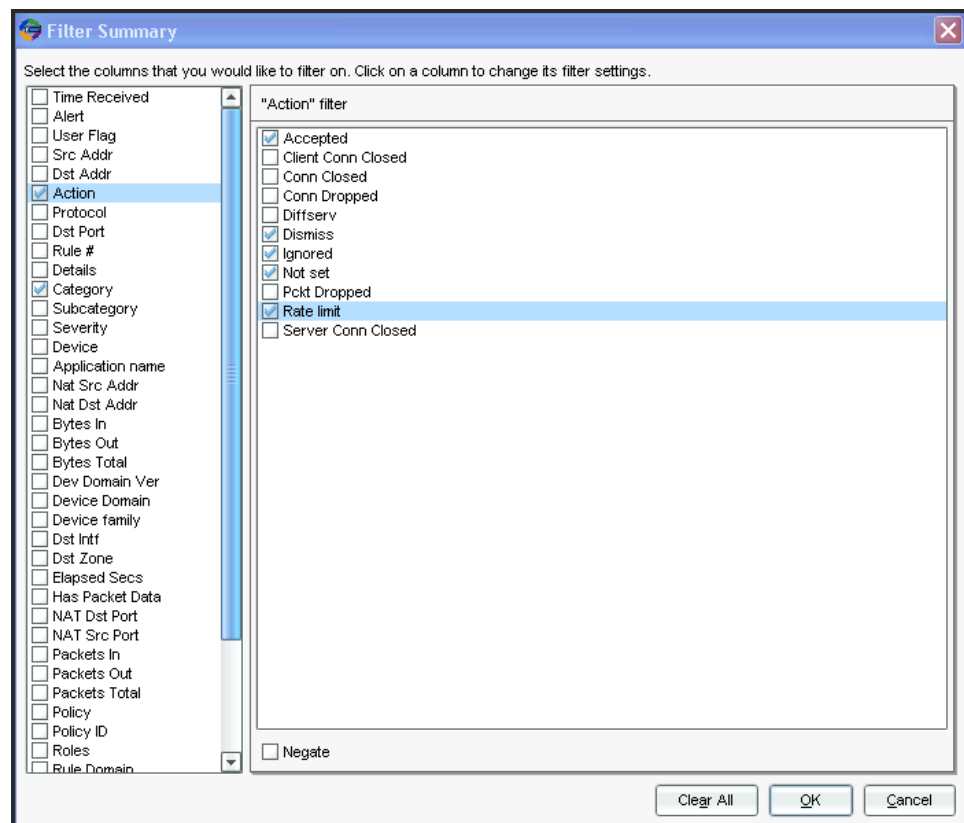 Filter Summary
Select the columns that you would like to filter on. Click on a column to change its filter settings.
Time Received
Alert
User Flag
Src Addr
Dst Addr
Action
Protocol
Dst Port
Rule #
Details
Category
Subcategory
Severity
Device
Application name
Nat Src Addr
Nat Dst Addr
Bytes In
Bytes Out
Bytes Total
Dev Domain Ver
Device Domain
Device family
Dst Intf
Dst Zone
Elapsed Secs
Has Packet Data
NAT Dst Port
NAT Src Port
Packets In
Packets Out
Packets Total
Policy
Policy ID
Roles
Rule Domain
"Action" filter
Accepted
Client Conn Closed
Conn Closed
Conn Dropped
Diffserv
Dismiss
Ignored
Not set
Pckt Dropped
Rate limit
Server Conn Closed
Negate
Clear All
OK
Cancel